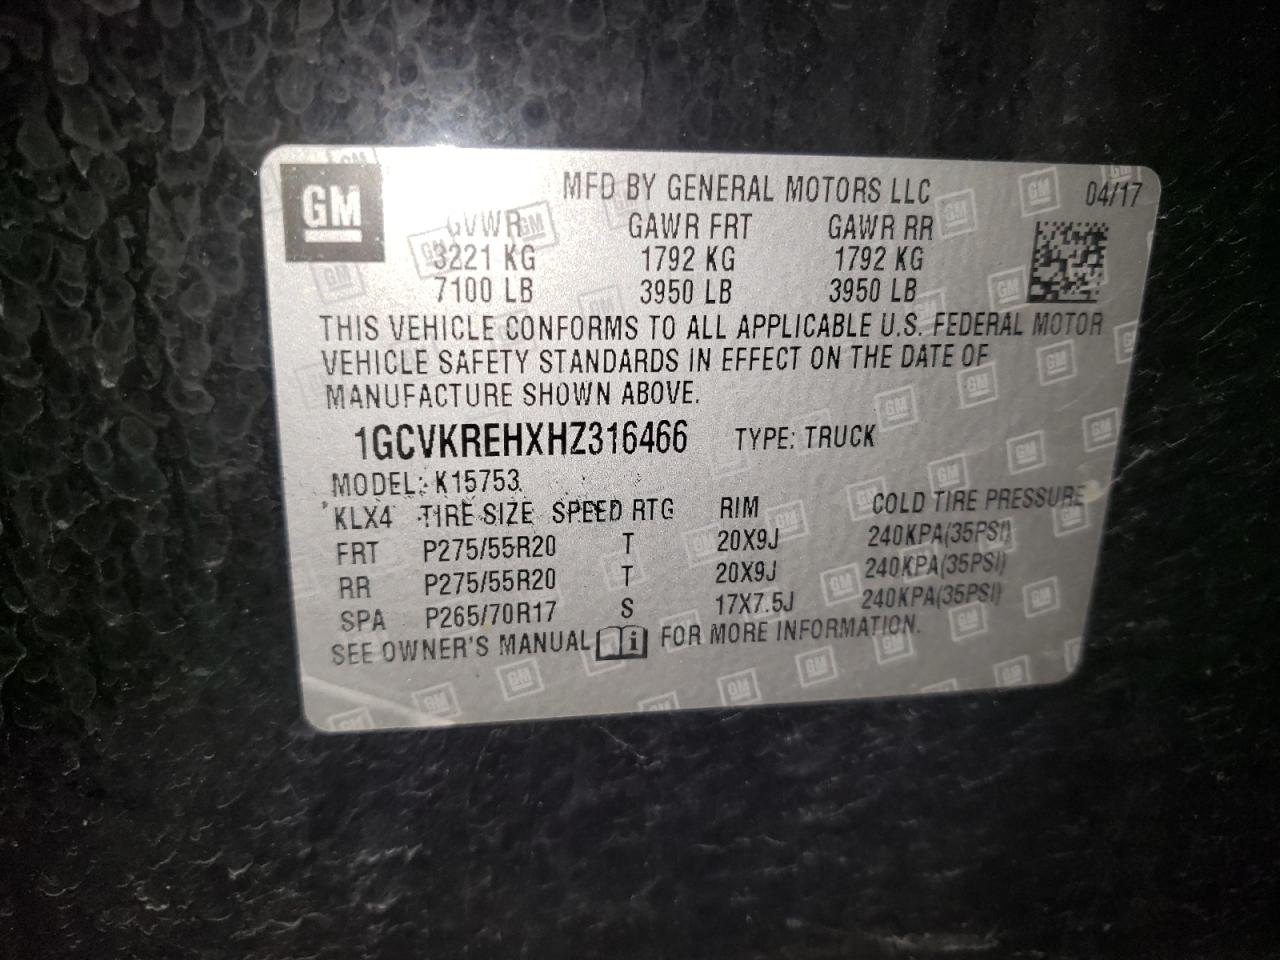 GM
MFD BY GENERAL MOTORS LLC 04/17
GVWR GAWR FRT GAWR RR
3221 KG 1792 KG 1792 KG
7100 LB 3950 LB 3950 LB
THIS VEHICLE CONFORMS TO ALL APPLICABLE U.S. FEDERAL MOTOR
VEHICLE SAFETY STANDARDS IN EFFECT ON THE DATE OF
MANUFACTURE SHOWN ABOVE.
1GCVKREHXHZ316466 TYPE: TRUCK
MODEL: K15753
KLX4 TIRE SIZE SPEED RTG RIM COLD TIRE PRESSURE
FRT P275/55R20 T 20X9J 240KPA(35PSI)
RR P275/55R20 T 20X9J 240KPA(35PSI)
SPA P265/70R17 S 17X7.5J 240KPA(35PSI)
SEE OWNER'S MANUAL i FOR MORE INFORMATION.